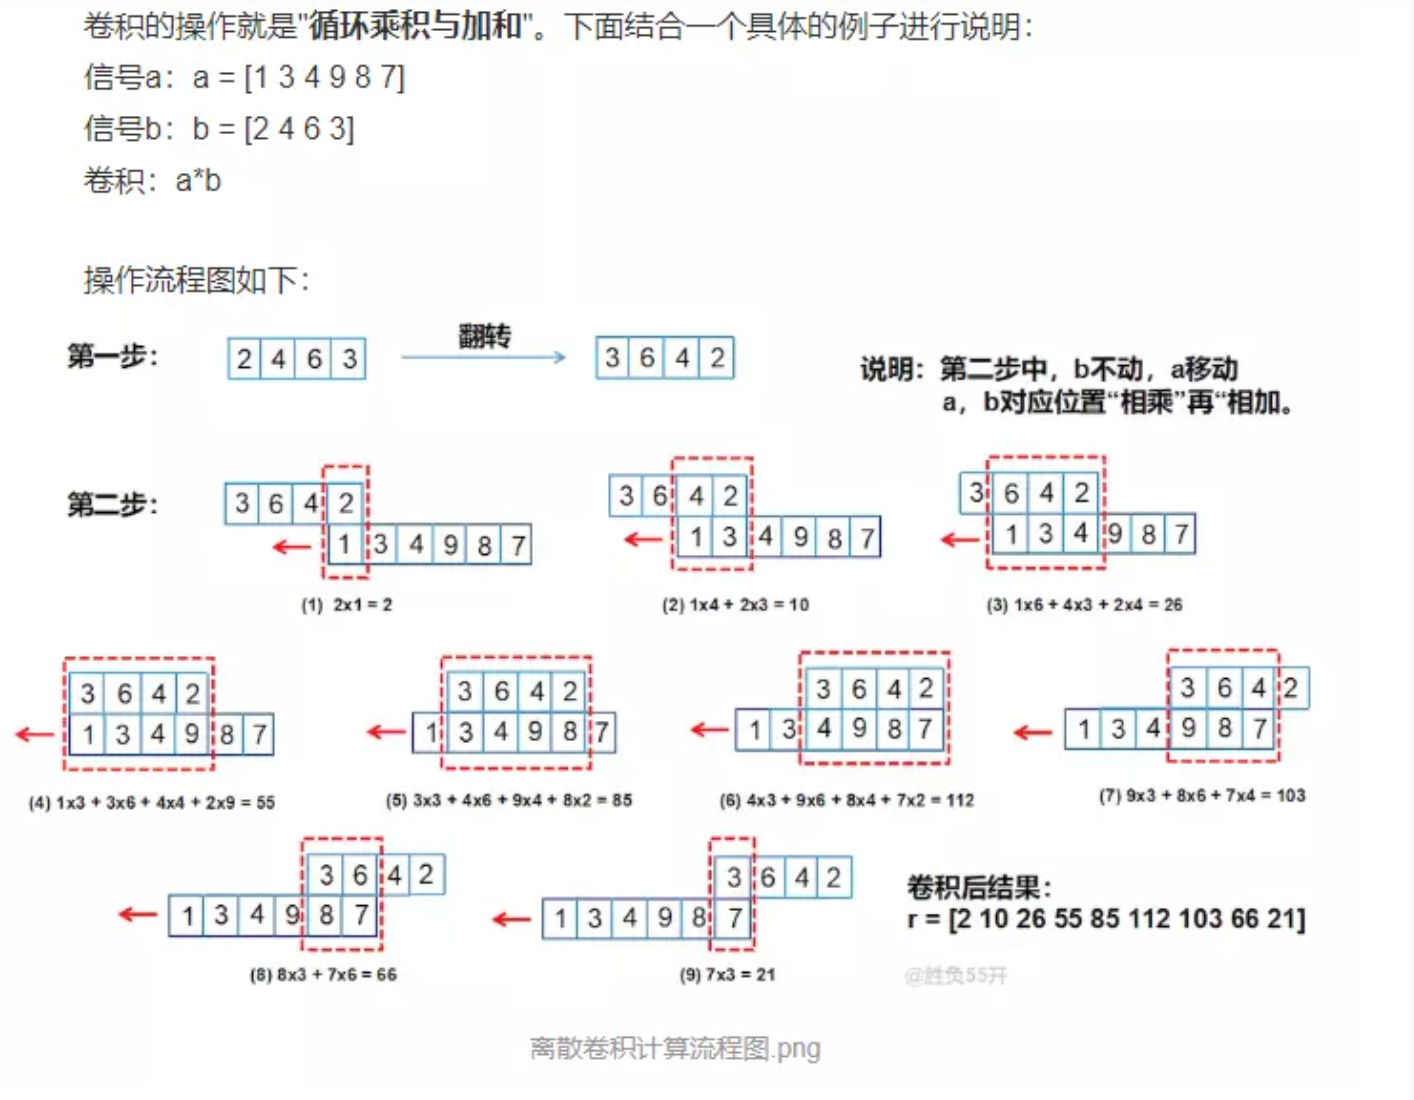 卷积的操作就是"循环乘积与加和"。下面结合一个具体的例子进行说明：
信号a：a = [1 3 4 9 8 7]
信号b：b = [2 4 6 3]
卷积：a*b
操作流程图如下：
第一步：
2 4 6 3
翻转
3 6 4 2
说明：第二步中，b不动，a移动
a，b对应位置“相乘”再“相加。
第二步：
3 6 4 2
1 3 4 9 8 7
(1) 2x1 = 2
3 6 4 2
1 3 4 9 8 7
(2) 1x4 + 2x3 = 10
3 6 4 2
1 3 4 9 8 7
(3) 1x6 + 4x3 + 2x4 = 26
3 6 4 2
1 3 4 9 8 7
(4) 1x3 + 3x6 + 4x4 + 2x9 = 55
3 6 4 2
1 3 4 9 8 7
(5) 3x3 + 4x6 + 9x4 + 8x2 = 85
3 6 4 2
1 3 4 9 8 7
(6) 4x3 + 9x6 + 8x4 + 7x2 = 112
3 6 4 2
1 3 4 9 8 7
(7) 9x3 + 8x6 + 7x4 = 103
3 6 4 2
1 3 4 9 8 7
(8) 8x3 + 7x6 = 66
3 6 4 2
1 3 4 9 8 7
(9) 7x3 = 21
卷积后结果：
r = [2 10 26 55 85 112 103 66 21]
@胜负55开
离散卷积计算流程图.png